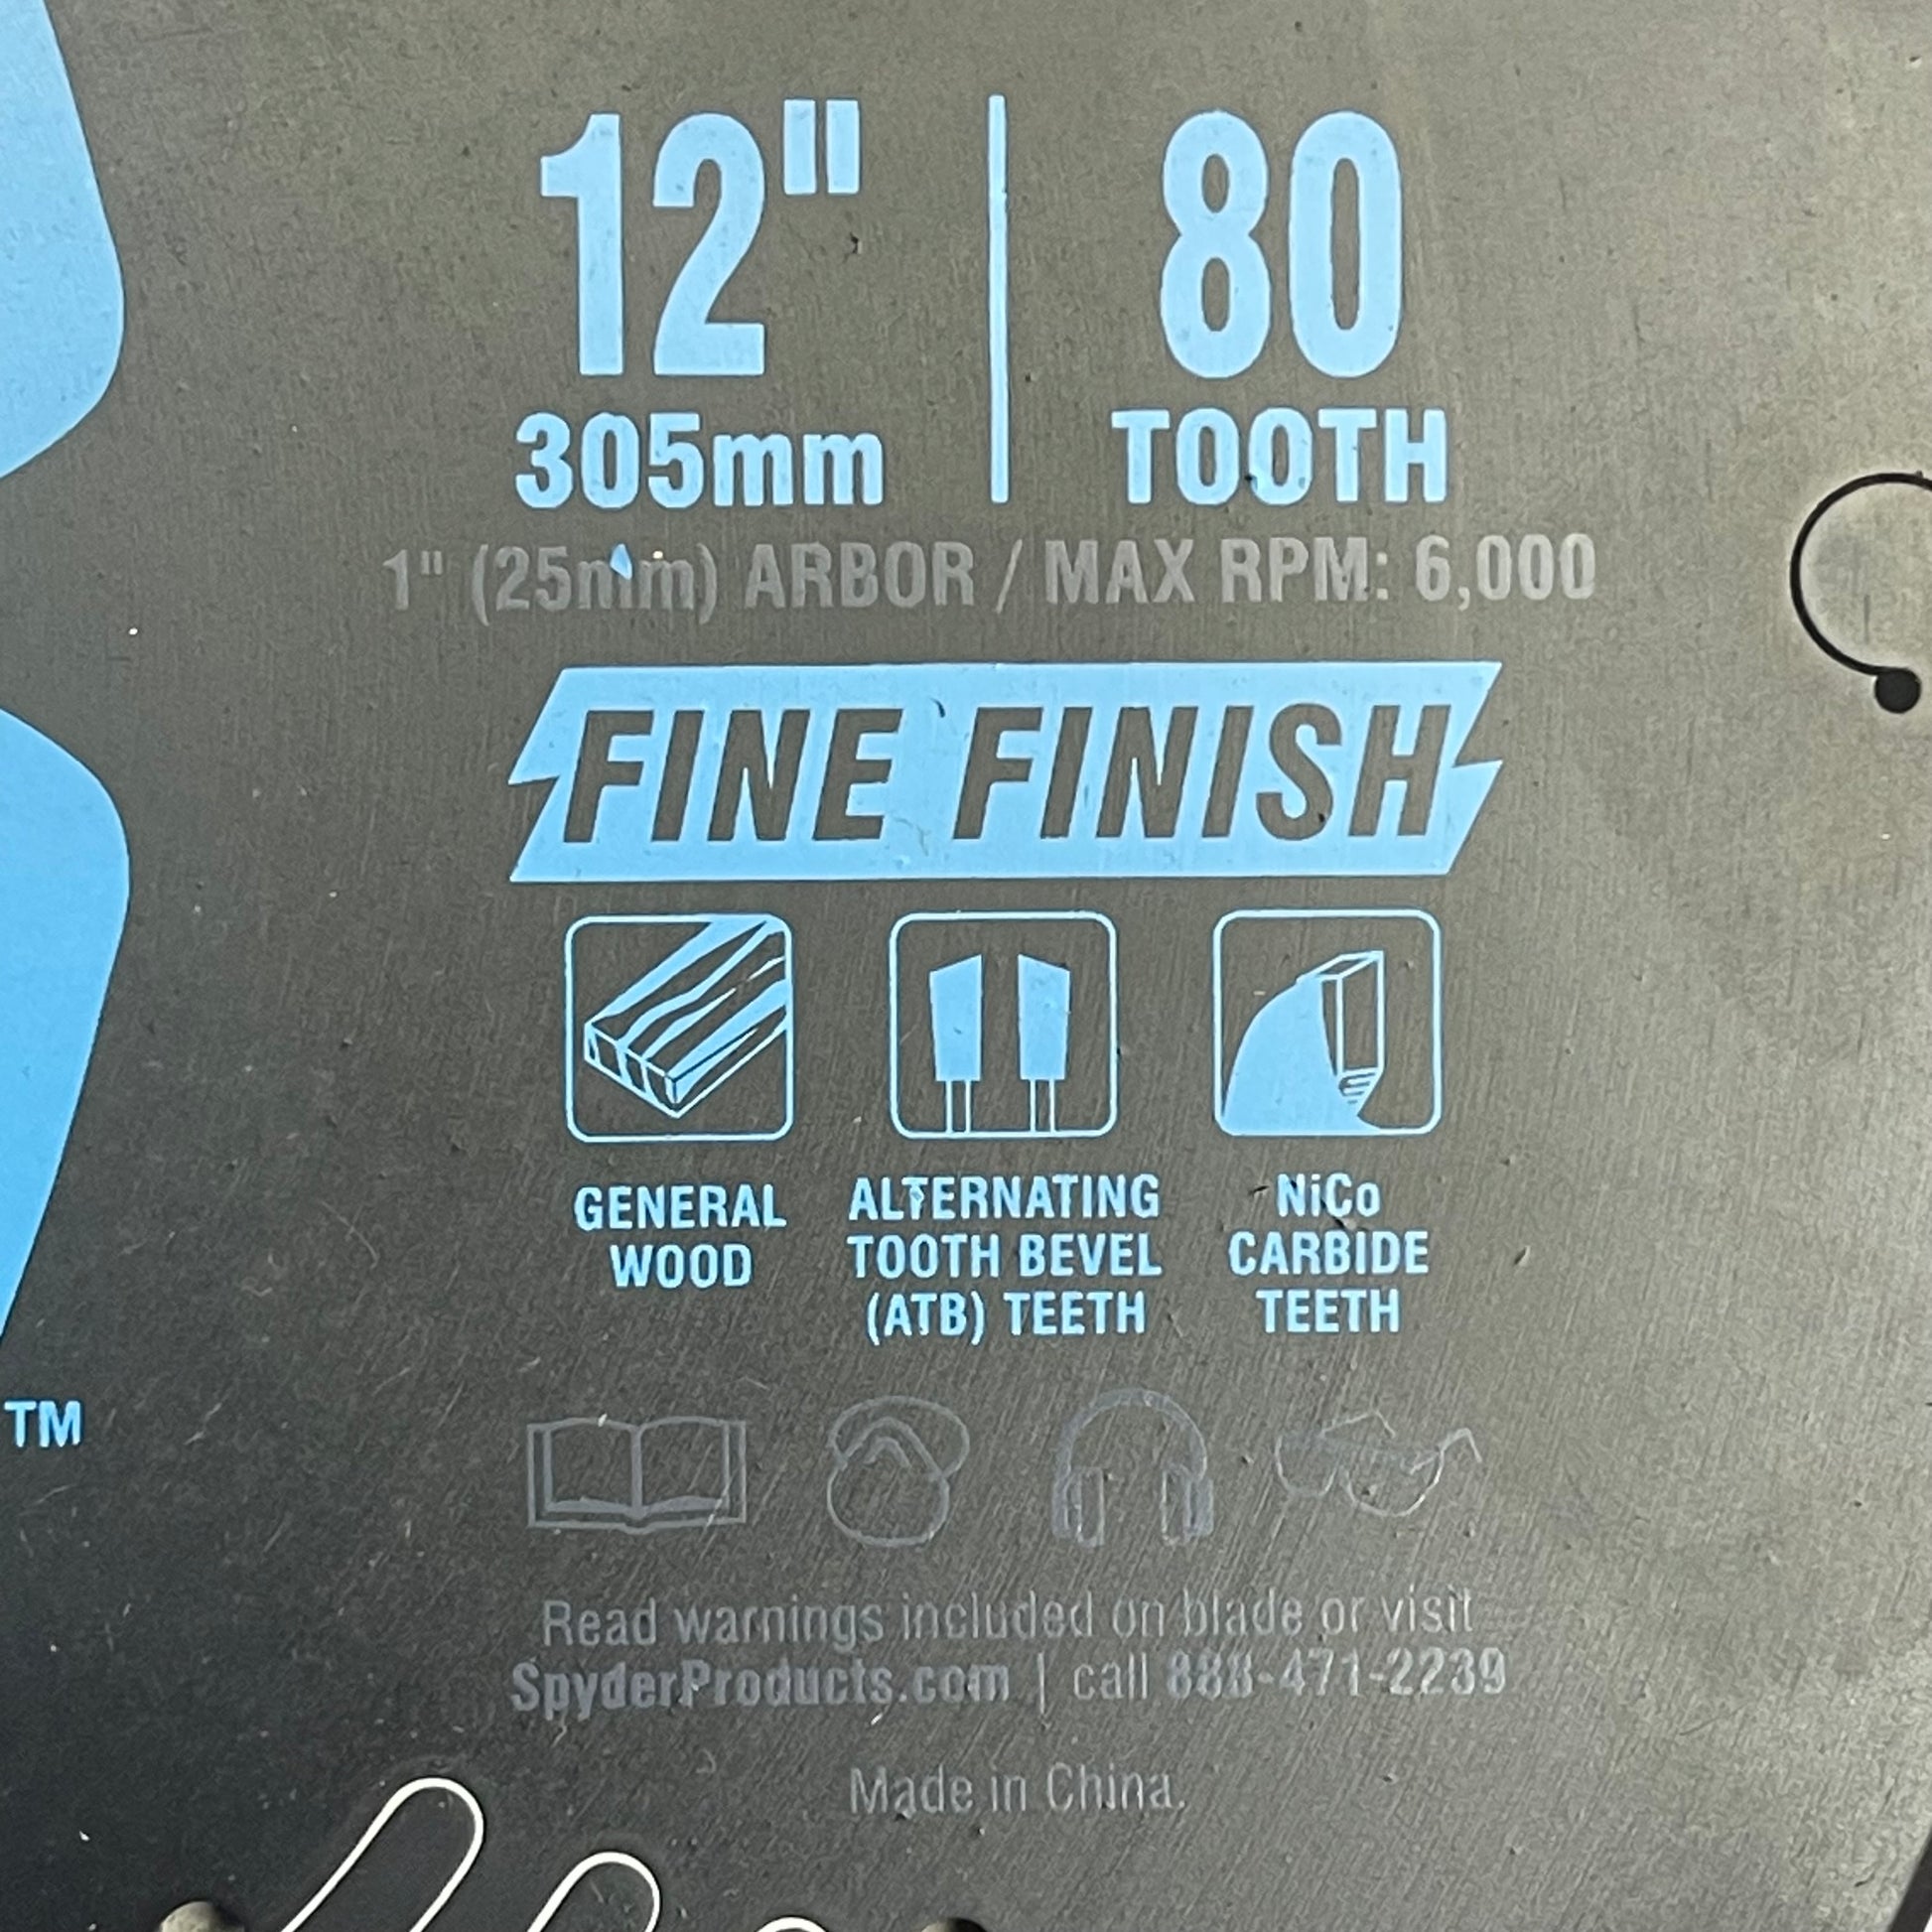 12" | 80
305mm TOOTH
1" (25mm) ARBOR / MAX RPM: 6,000
FINE FINISH
GENERAL
WOOD
ALTERNATING
TOOTH BEVEL
(ATB) TEETH
NiCo
CARBIDE
TEETH
TM
Read warnings included on blade or visit
SpyderProducts.com | call 888-471-2239
Made in China.